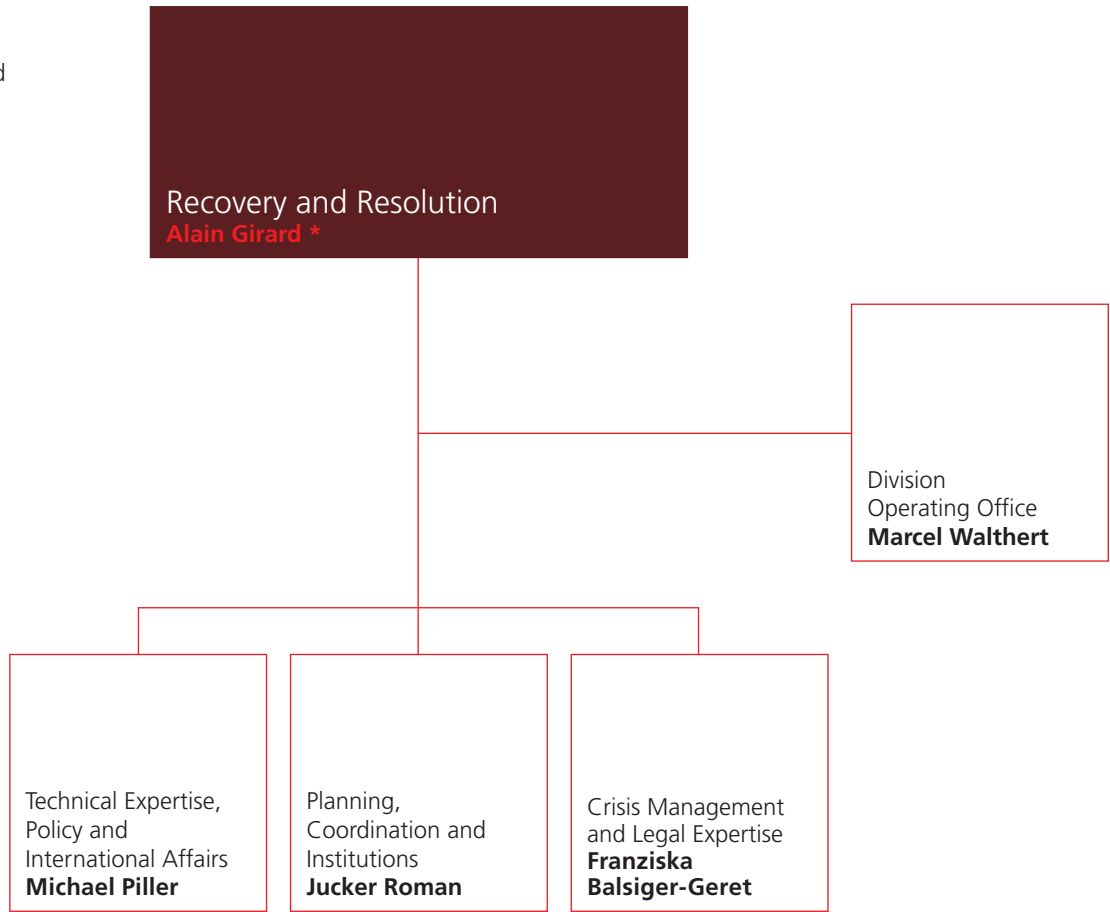 d
Recovery and Resolution
Alain Girard *
Division
Operating Office
Marcel Walthert
Technical Expertise,
Policy and
International Affairs
Michael Piller
Planning,
Coordination and
Institutions
Jucker Roman
Crisis Management
and Legal Expertise
Franziska
Balsiger-Geret